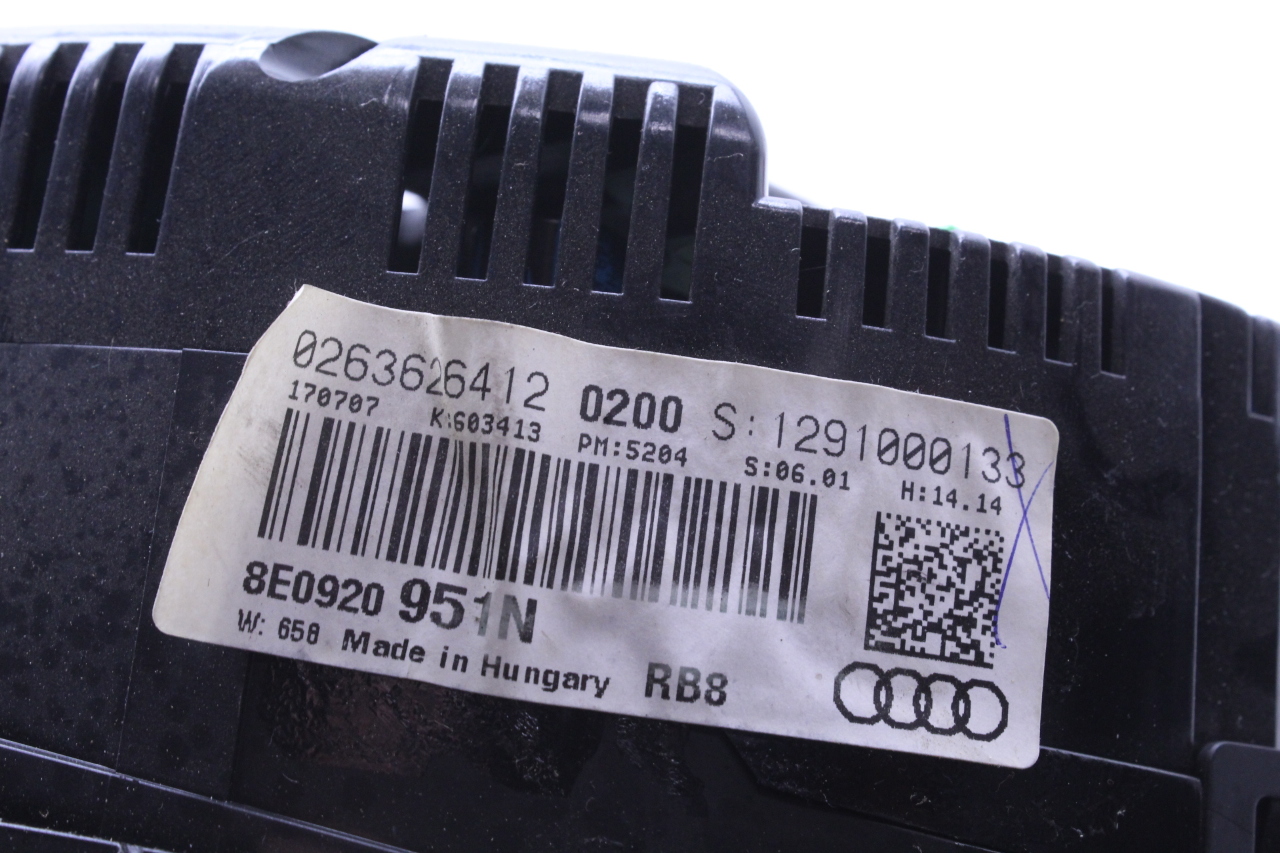 0263626412 0200 S:1291000133
170707 K:603413 PM:5204 S:06.01 H:14.14
8E0920 951N
W: 658 Made in Hungary RB8